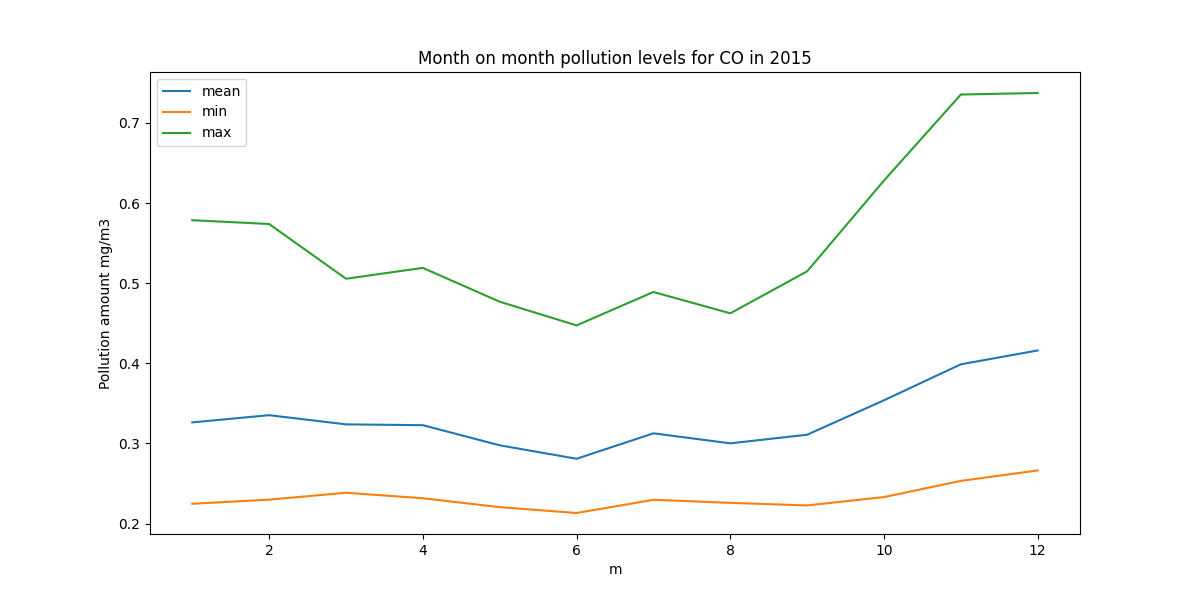 Month on month pollution levels for CO in 2015
mean
min
max
0.7
0.6
0.5
0.4
0.3
0.2
Pollution amount mg/m3
2 4 6 8 10 12
m